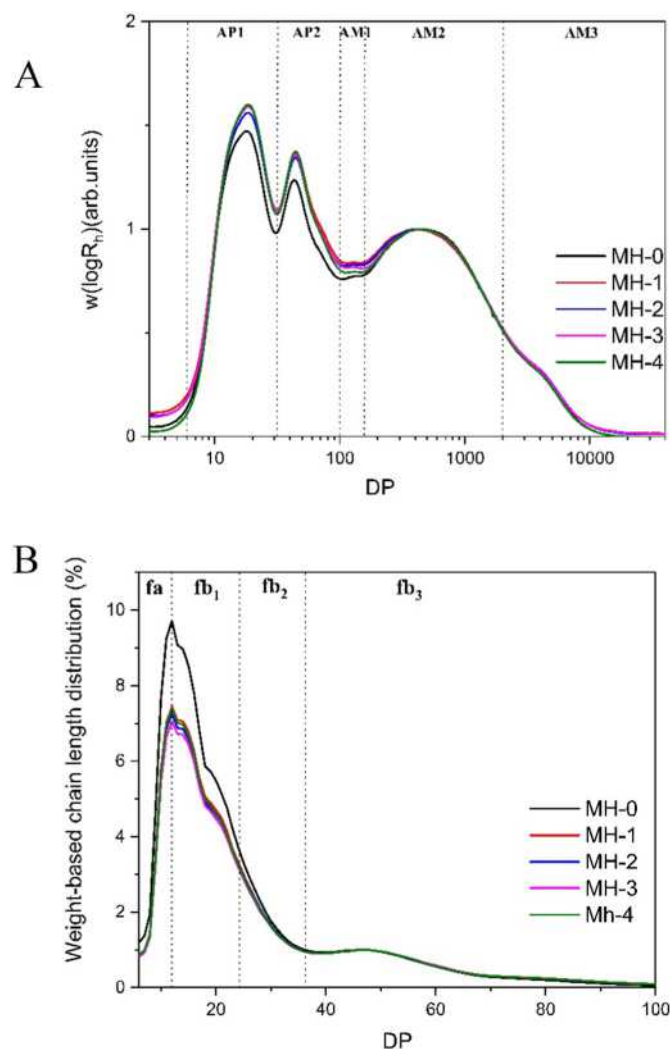 A
AP1 AP2 AM1 AM2 AM3
2
1
0
w(logRₕ)(arb.units)
MH-0
MH-1
MH-2
MH-3
MH-4
10 100 1000 10000
DP
B
fa fb₁ fb₂ fb₃
10
8
6
4
2
0
Weight-based chain length distribution (%)
MH-0
MH-1
MH-2
MH-3
Mh-4
20 40 60 80 100
DP